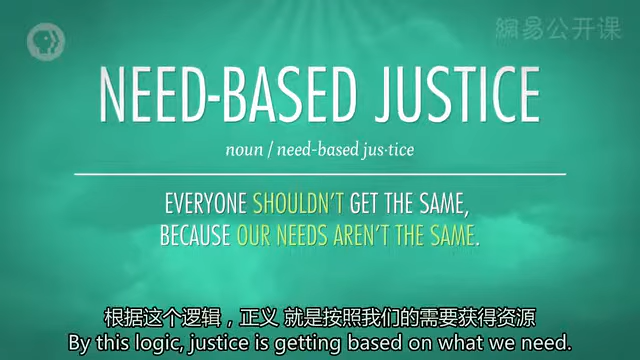 PBS
網易公开课
NEED-BASED JUSTICE
noun / need-based jus·tice
EVERYONE SHOULDN'T GET THE SAME,
BECAUSE OUR NEEDS AREN'T THE SAME.
根据这个逻辑，正义 就是按照我们的需要获得资源
By this logic, justice is getting based on what we need.